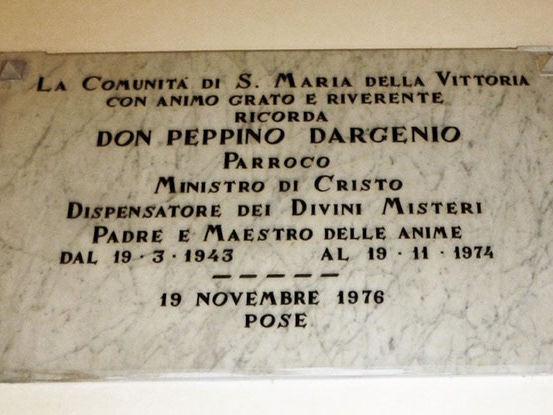 LA COMUNITÀ DI S. MARIA DELLA VITTORIA
CON ANIMO GRATO E RIVERENTE
RICORDA
DON PEPPINO DARGENIO
PARROCO
MINISTRO DI CRISTO
DISPENSATORE DEI DIVINI MISTERI
PADRE E MAESTRO DELLE ANIME
DAL 19·3·1943 AL 19·11·1974
19 NOVEMBRE 1976
POSE